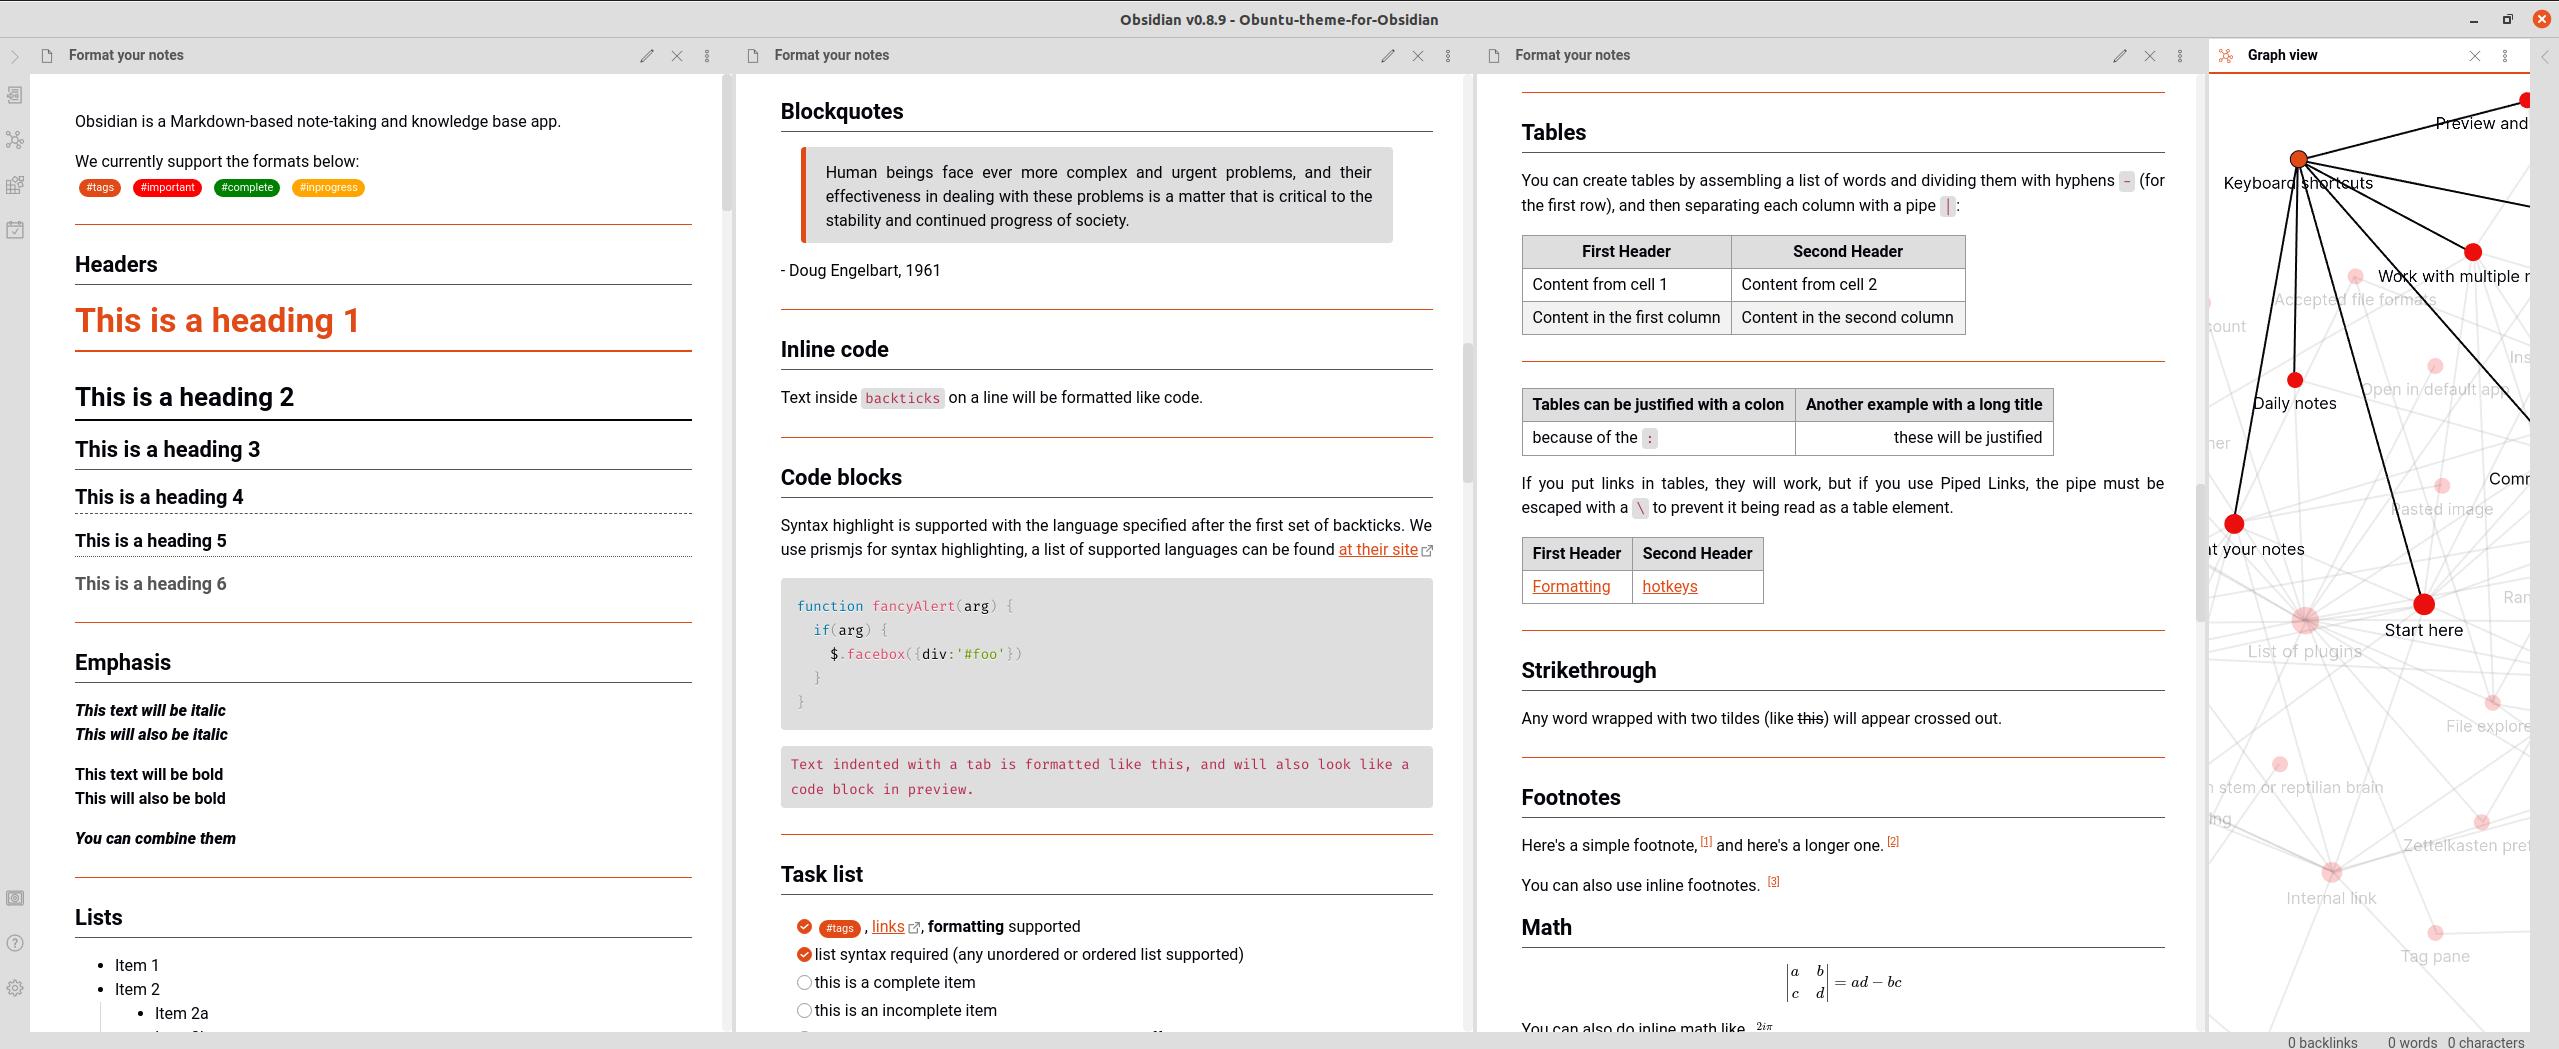 Obsidian v0.8.9 - Obuntu-theme-for-Obsidian
Format your notes
Obsidian is a Markdown-based note-taking and knowledge base app.
We currently support the formats below:
#tags #important #complete #inprogress
Headers
This is a heading 1
This is a heading 2
This is a heading 3
This is a heading 4
This is a heading 5
This is a heading 6
Emphasis
This text will be italic
This will also be italic
This text will be bold
This will also be bold
You can combine them
Lists
Item 1
Item 2
Item 2a
Format your notes
Blockquotes
Human beings face ever more complex and urgent problems, and their
effectiveness in dealing with these problems is a matter that is critical to the
stability and continued progress of society.
- Doug Engelbart, 1961
Inline code
Text inside backticks on a line will be formatted like code.
Code blocks
Syntax highlight is supported with the language specified after the first set of backticks. We
use prismjs for syntax highlighting, a list of supported languages can be found at their site
function fancyAlert(arg) {
if(arg) {
$.facebox({div:'#foo'})
}
}
Text indented with a tab is formatted like this, and will also look like a
code block in preview.
Task list
#tags , links , formatting supported
list syntax required (any unordered or ordered list supported)
this is a complete item
this is an incomplete item
Format your notes
Tables
You can create tables by assembling a list of words and dividing them with hyphens - (for
the first row), and then separating each column with a pipe |:
First Header Second Header
Content from cell 1 Content from cell 2
Content in the first column Content in the second column
Tables can be justified with a colon Another example with a long title
because of the : these will be justified
If you put links in tables, they will work, but if you use Piped Links, the pipe must be
escaped with a \ to prevent it being read as a table element.
First Header Second Header
Formatting hotkeys
Strikethrough
Any word wrapped with two tildes (like this) will appear crossed out.
Footnotes
Here's a simple footnote, [1] and here's a longer one. [2]
You can also use inline footnotes. [3]
Math
a b
c d = ad − bc
You can also do inline math like 2iπ
Graph view
Preview and
Keyboard shortcuts
Work with multiple
Accepted file formats
ount
Ins
Open in default app
Daily notes
ner
Comm
Pasted image
t your notes
Ran
Start here
List of plugins
File explore
stem or reptilian brain
ing
Zettelkasten pref
Internal link
Tag pane
0 backlinks 0 words 0 characters